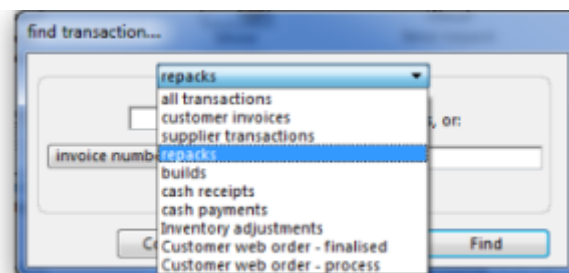 find transaction...
repacks
all transactions
customer invoices
supplier transactions
s, or:
repacks
invoice numb
builds
cash receipts
cash payments
Inventory adjustments
Customer web order - finalised
Find
Customer web order - process